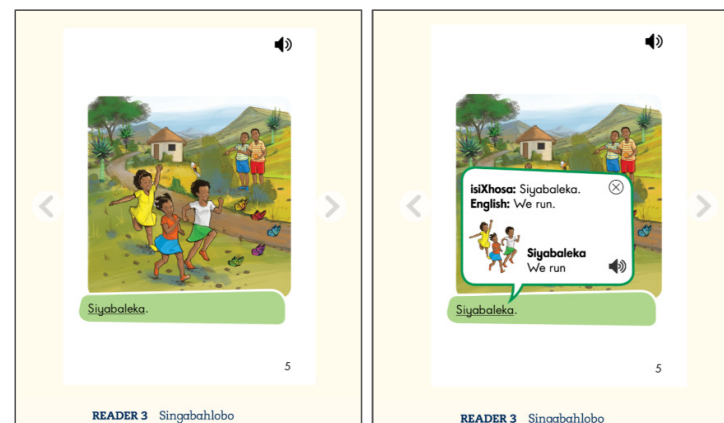 Siyabaleka.
5
READER 3 Singabahlobo
isiXhosa: Siyabaleka.
English: We run.
Siyabaleka
We run
Siyabaleka.
5
READER 3 Singabahlobo